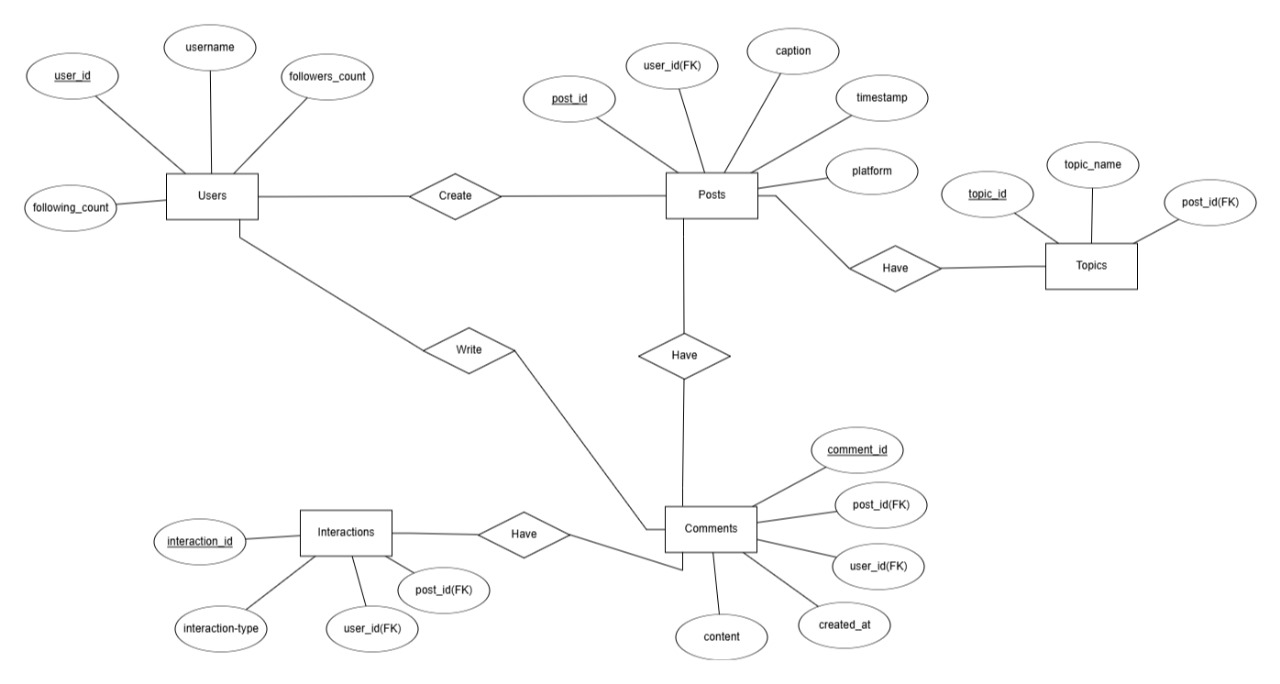 username
user_id
followers_count
following_count
Users
Create
user_id(FK)
caption
post_id
timestamp
platform
Posts
topic_name
topic_id
post_id(FK)
Have
Topics
Write
Have
comment_id
post_id(FK)
Comments
user_id(FK)
created_at
content
Interactions
Have
interaction_id
post_id(FK)
interaction-type
user_id(FK)